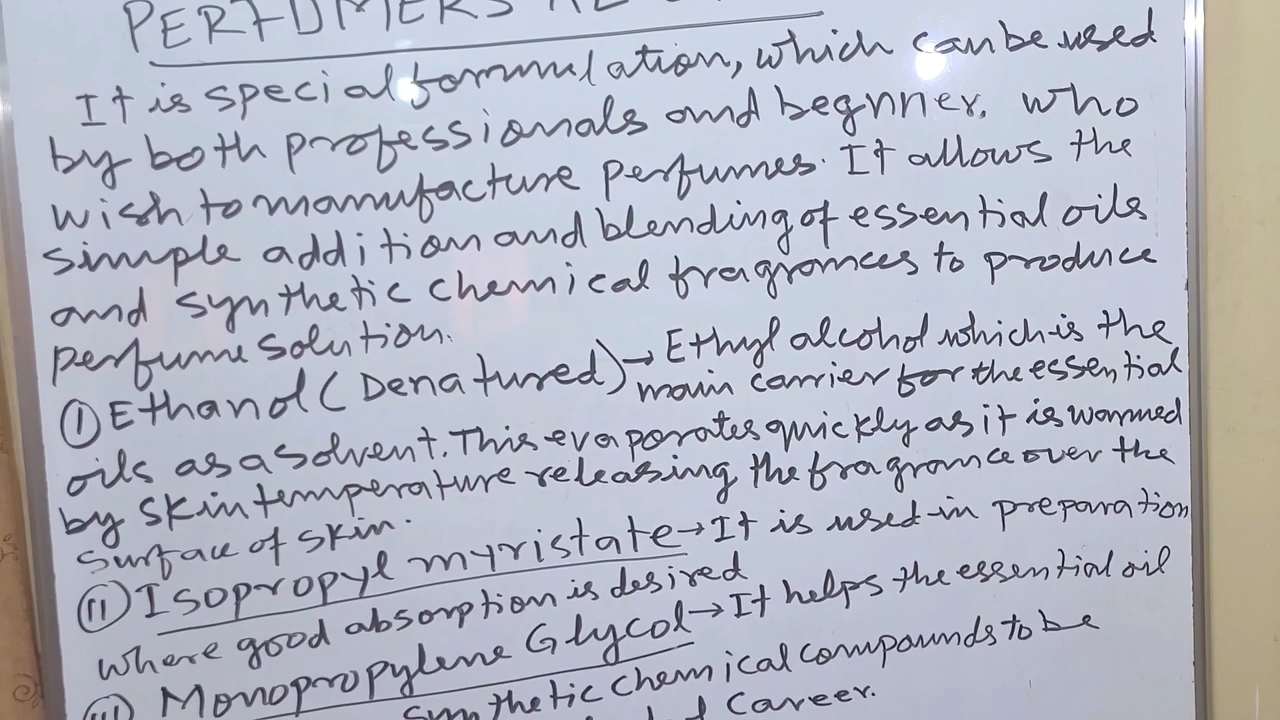 PERFUMERS
It is special formulation, which can be used
by both professionals and begnner. who
wish to manufacture perfumes. It allows the
simple addition and blending of essential oils
and synthetic chemical fragrances to produce
perfume solution.
(I) Ethanol (Denatured) → Ethyl alcohol which is the
main carrier for the essential
oils as a solvent. This evaporates quickly as it is warmed
by skin temperature releasing the fragrance over the
surface of skin.
(II) Isopropyl myristate → It is used in preparation
where good absorption is desired
(III) Monopropylene Glycol → It helps the essential oil
synthetic chemical compounds to be
Career.